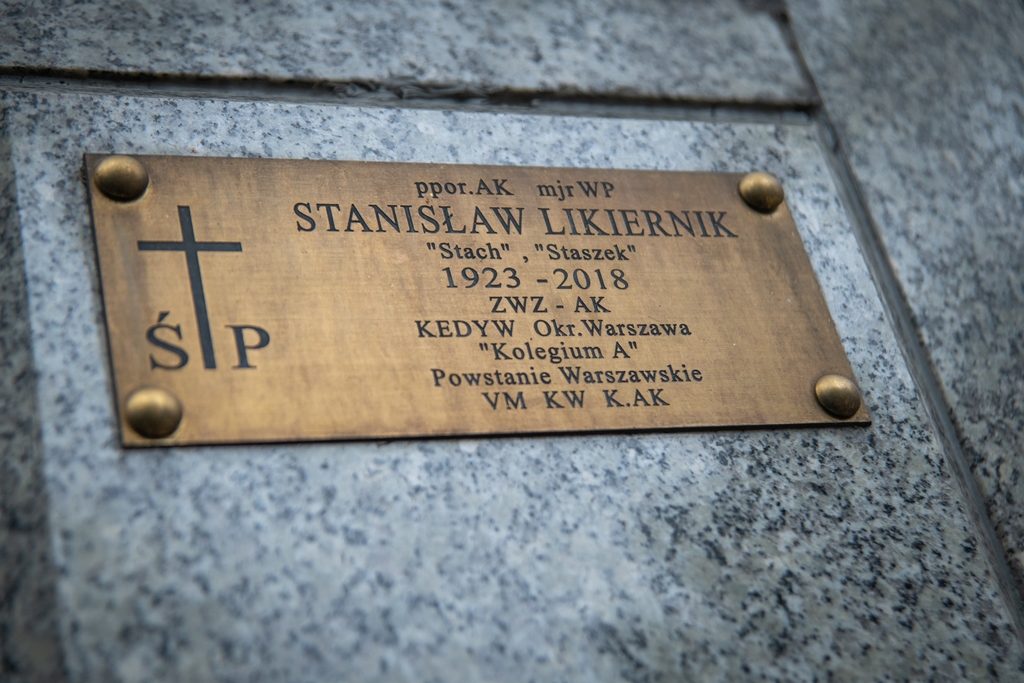 ppor.AK mjr WP
STANISŁAW LIKIERNIK
"Stach" , "Staszek"
1923 - 2018
ZWZ - AK
KEDYW Okr.Warszawa
"Kolegium A"
Powstanie Warszawskie
VM KW K.AK
Ś P